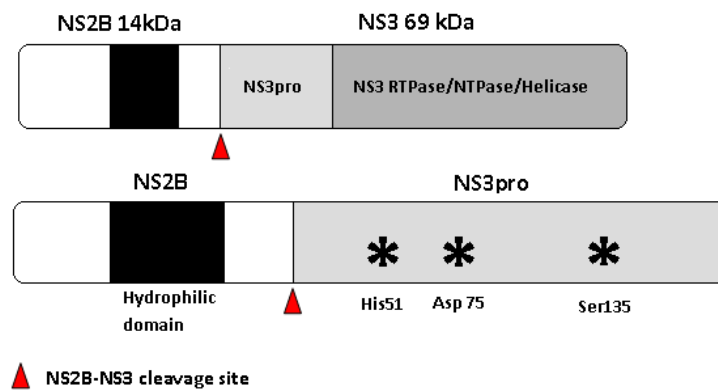 NS2B 14kDa
NS3 69 kDa
NS3pro
NS3 RTPase/NTPase/Helicase
NS2B
NS3pro
* * *
Hydrophilic
domain
His51
Asp 75
Ser135
NS2B-NS3 cleavage site